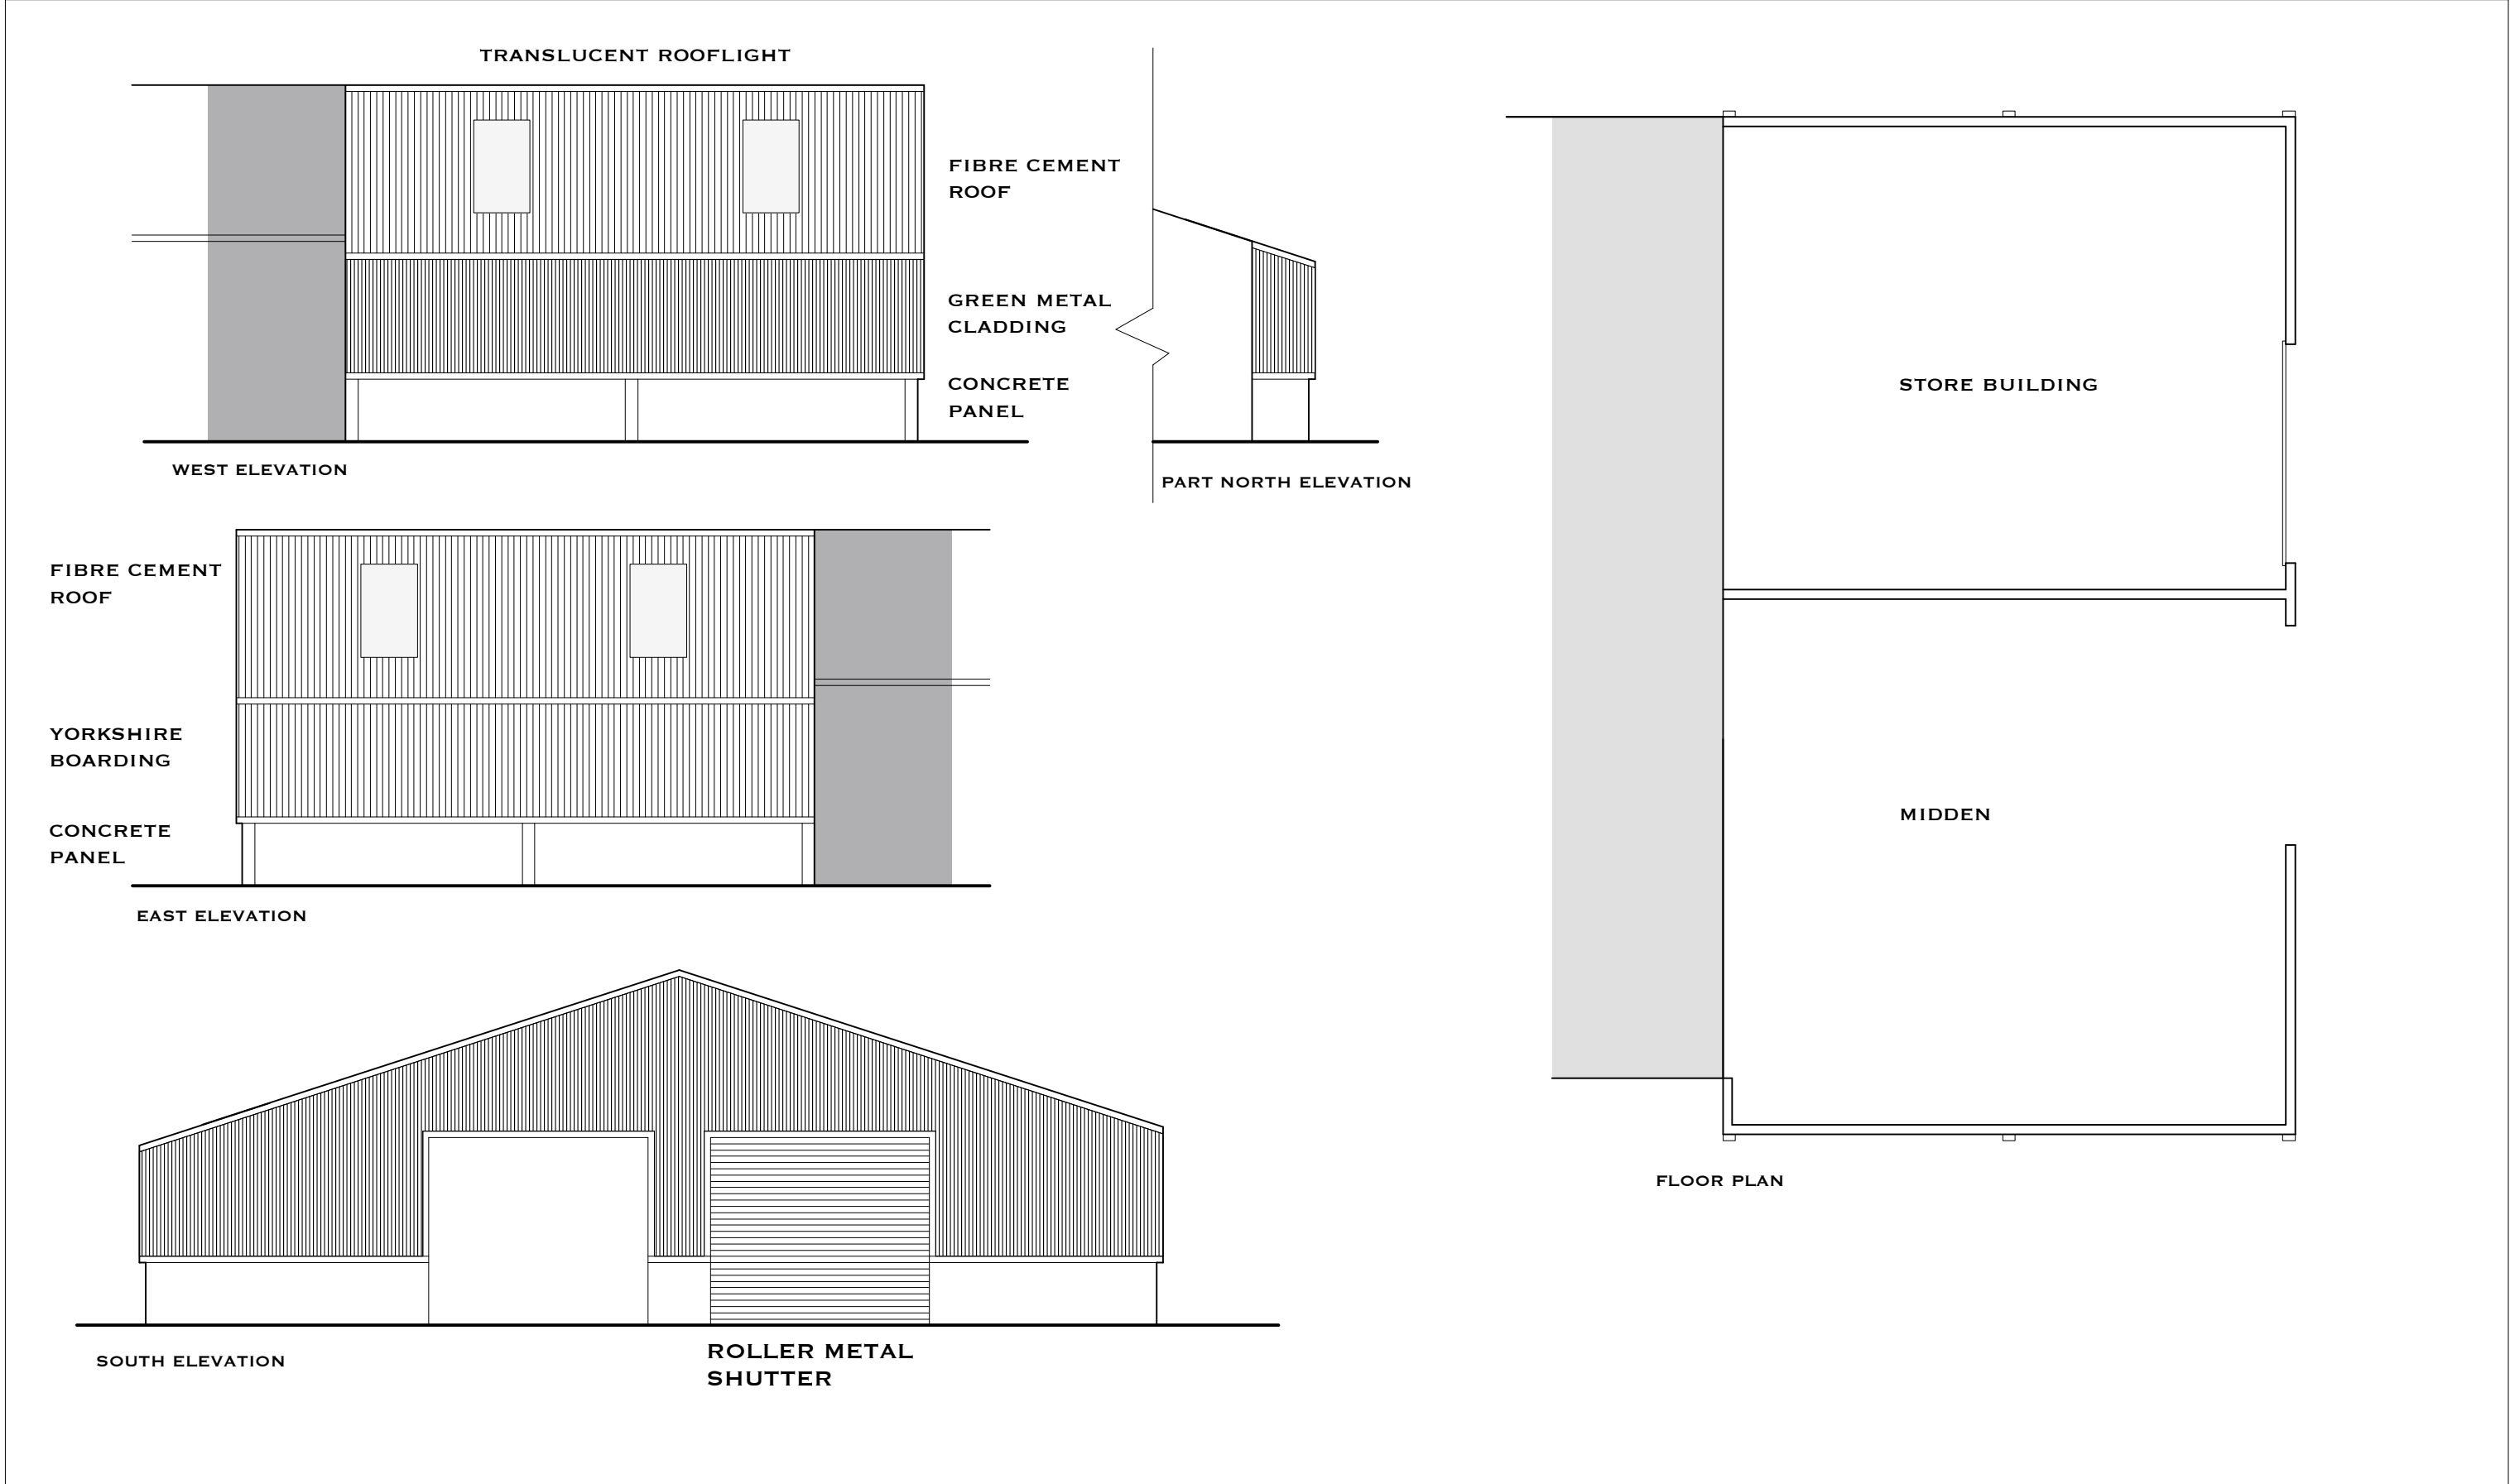 TRANSLUCENT ROOFLIGHT
FIBRE CEMENT
ROOF
GREEN METAL
CLADDING
CONCRETE
PANEL
WEST ELEVATION
PART NORTH ELEVATION
FIBRE CEMENT
ROOF
YORKSHIRE
BOARDING
CONCRETE
PANEL
EAST ELEVATION
SOUTH ELEVATION
ROLLER METAL
SHUTTER
STORE BUILDING
MIDDEN
FLOOR PLAN